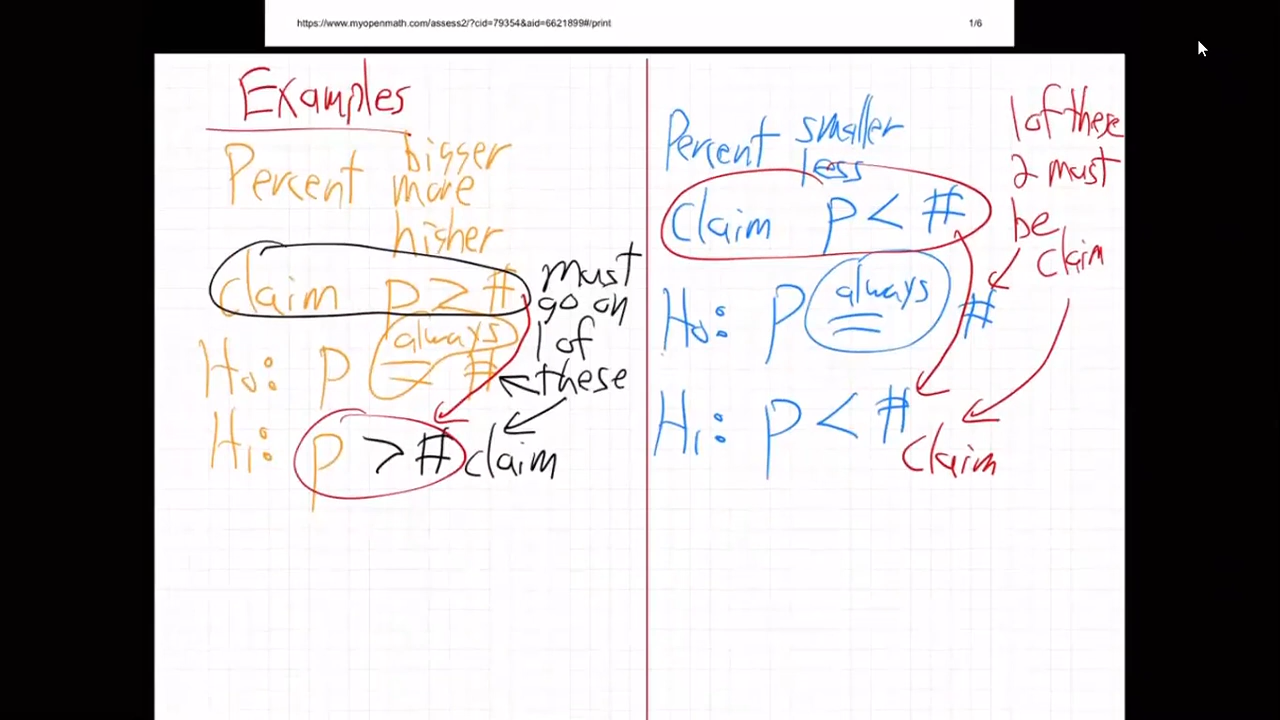 https://www.myopenmath.com/assess2/?cid=79354&aid=6621899#/print
1/6
Examples
Percent bigger
more
higher
Claim p > #
H0: p = #
always
H1: p > # claim
must
go on
1 of
these
Percent smaller
less
Claim p < #
H0: p = #
always
H1: p < #
Claim
1 of these
2 must
be
claim